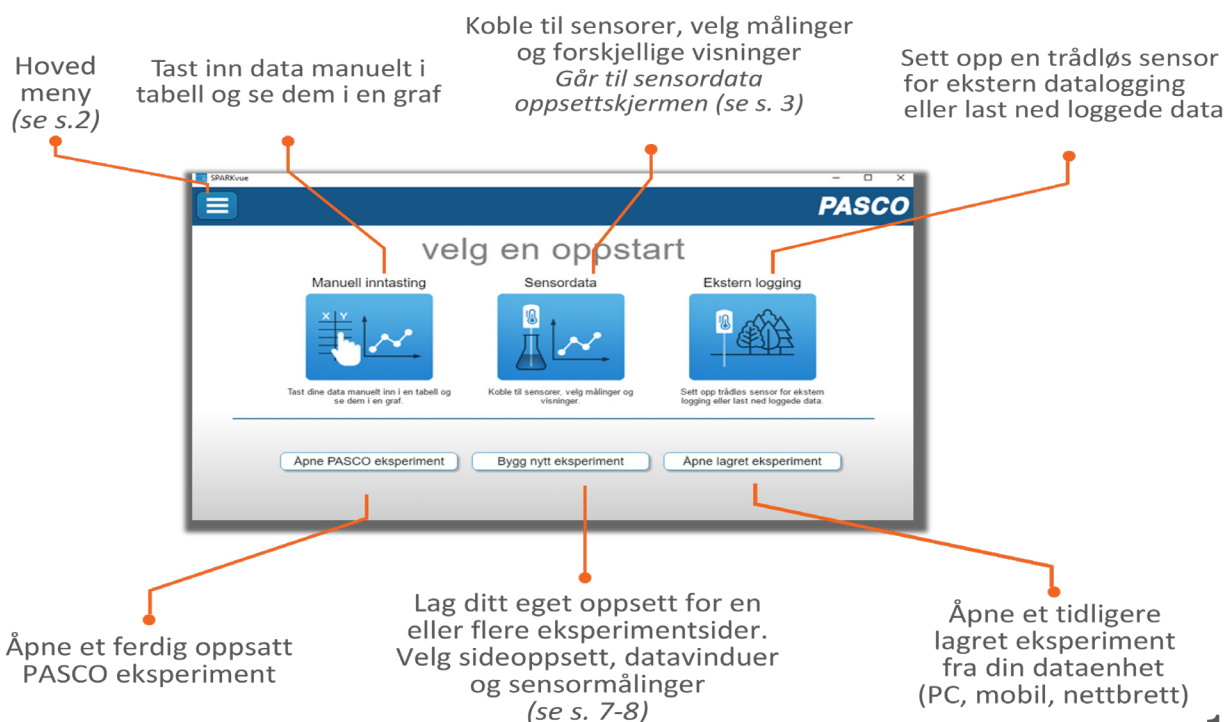 Hoved
meny
(se s.2)
Tast inn data manuelt i
tabell og se dem i en graf
Koble til sensorer, velg målinger
og forskjellige visninger
Går til sensordata
oppsettskjermen (se s. 3)
Sett opp en trådløs sensor
for ekstern datalogging
eller last ned loggede data
SPARKvue
PASCO
velg en oppstart
Manuell inntasting
Sensordata
Ekstern logging
X Y
Tast dine data manuelt inn i en tabell og
se dem i en graf.
Koble til sensorer, velg målinger og
visninger.
Sett opp trådløs sensor for ekstern
logging eller last ned loggede data.
Åpne PASCO eksperiment
Bygg nytt eksperiment
Åpne lagret eksperiment
Åpne et ferdig oppsatt
PASCO eksperiment
Lag ditt eget oppsett for en
eller flere eksperimentsider.
Velg sideoppsett, datavinduer
og sensormålinger
(se s. 7-8)
Åpne et tidligere
lagret eksperiment
fra din dataenhet
(PC, mobil, nettbrett)